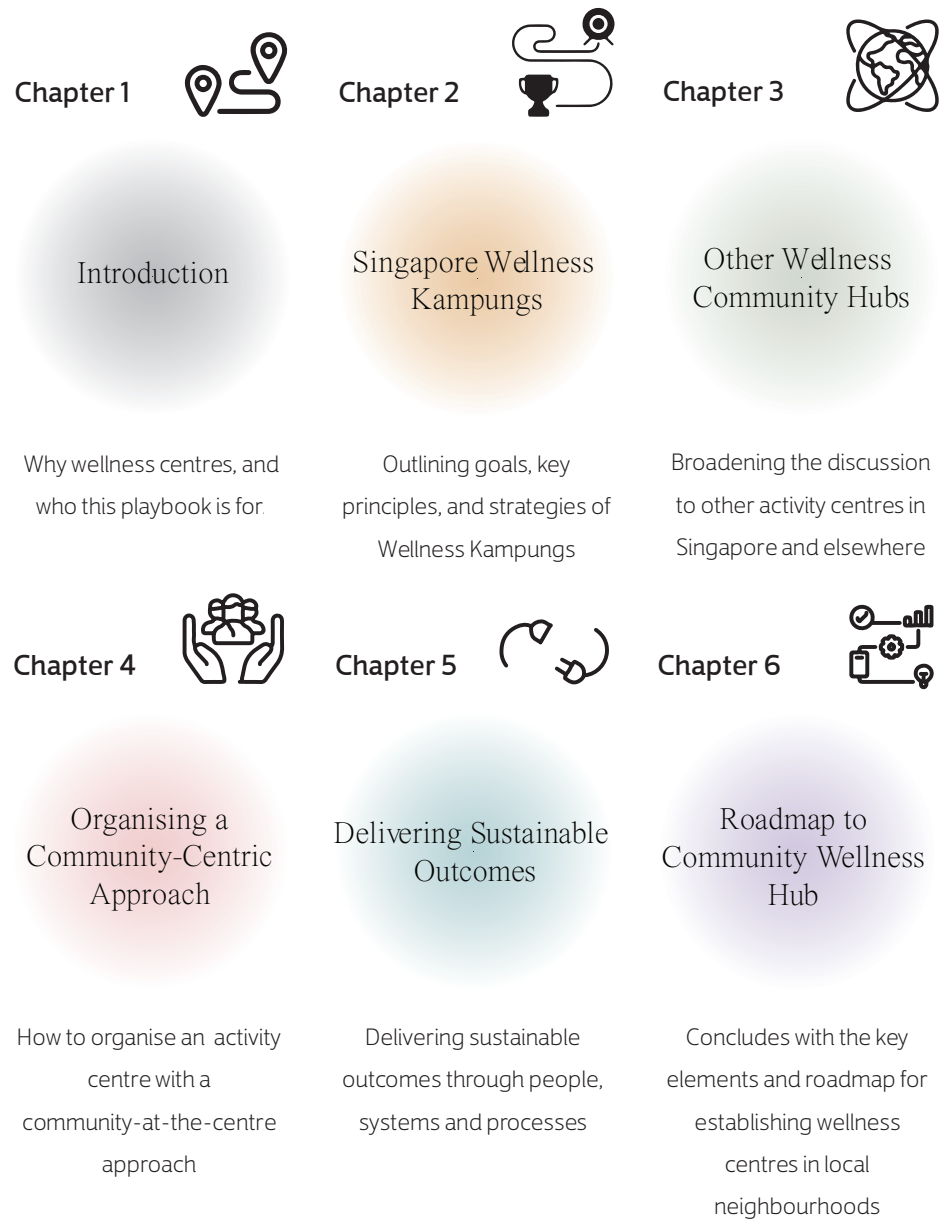 Chapter 1
Introduction
Why wellness centres, and
who this playbook is for.
Chapter 2
Singapore Wellness
Kampungs
Outlining goals, key
principles, and strategies of
Wellness Kampungs
Chapter 3
Other Wellness
Community Hubs
Broadening the discussion
to other activity centres in
Singapore and elsewhere
Chapter 4
Organising a
Community-Centric
Approach
How to organise an activity
centre with a
community-at-the-centre
approach
Chapter 5
Delivering Sustainable
Outcomes
Delivering sustainable
outcomes through people,
systems and processes
Chapter 6
Roadmap to
Community Wellness
Hub
Concludes with the key
elements and roadmap for
establishing wellness
centres in local
neighbourhoods